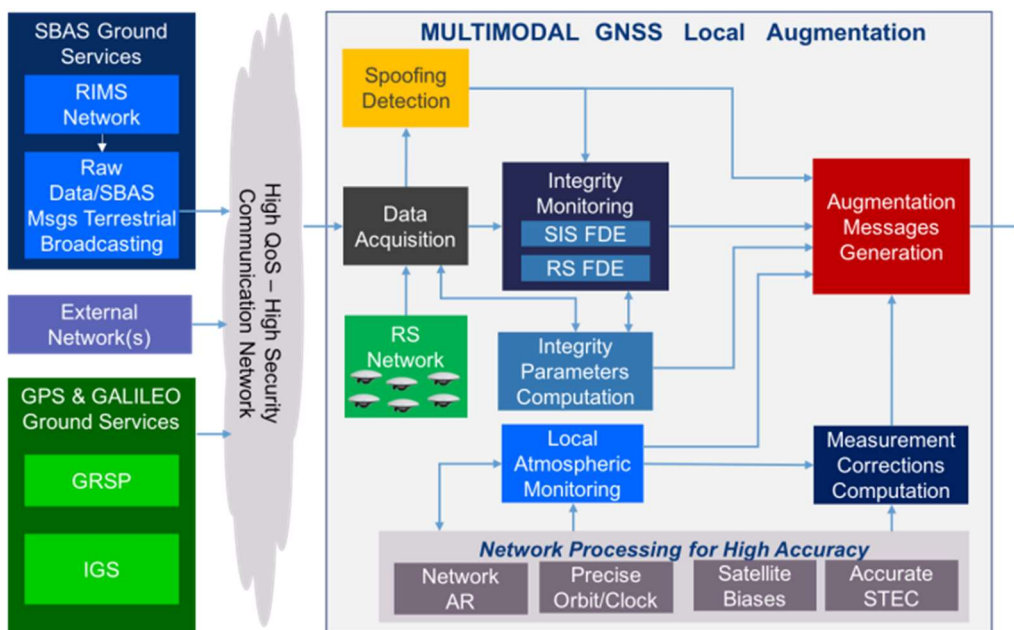 SBAS Ground
Services
RIMS
Network
Raw
Data/SBAS
Msgs Terrestrial
Broadcasting
External
Network(s)
GPS & GALILEO
Ground Services
GRSP
IGS
High QoS – High Security
Communication Network
MULTIMODAL GNSS Local Augmentation
Spoofing
Detection
Data
Acquisition
RS
Network
Integrity
Monitoring
SIS FDE
RS FDE
Integrity
Parameters
Computation
Local
Atmospheric
Monitoring
Augmentation
Messages
Generation
Measurement
Corrections
Computation
Network Processing for High Accuracy
Network
AR
Precise
Orbit/Clock
Satellite
Biases
Accurate
STEC